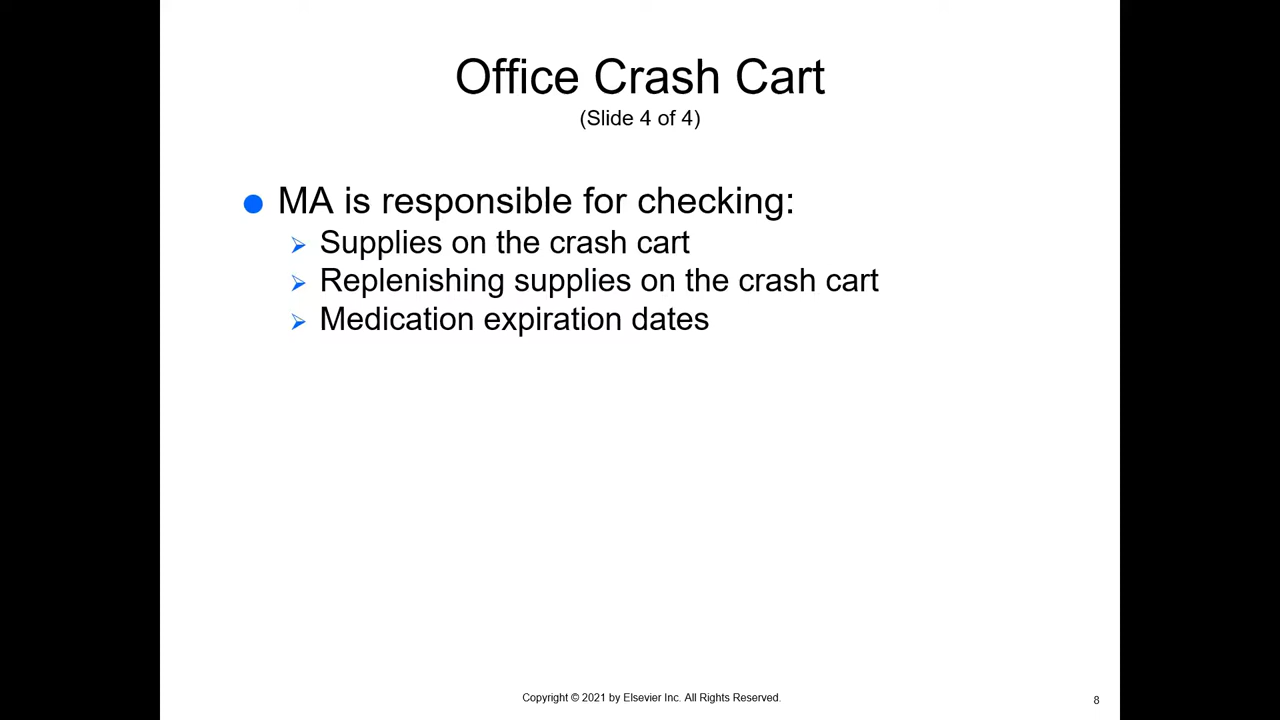 Office Crash Cart
(Slide 4 of 4)
MA is responsible for checking:
Supplies on the crash cart
Replenishing supplies on the crash cart
Medication expiration dates
Copyright © 2021 by Elsevier Inc. All Rights Reserved.
8